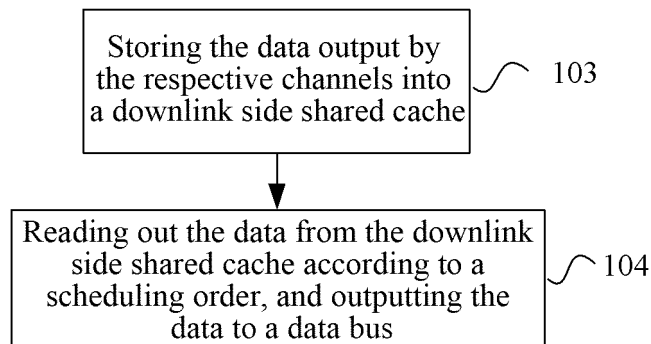 Storing the data output by
the respective channels into
a downlink side shared cache
103
Reading out the data from the downlink
side shared cache according to a
scheduling order, and outputting the
data to a data bus
104